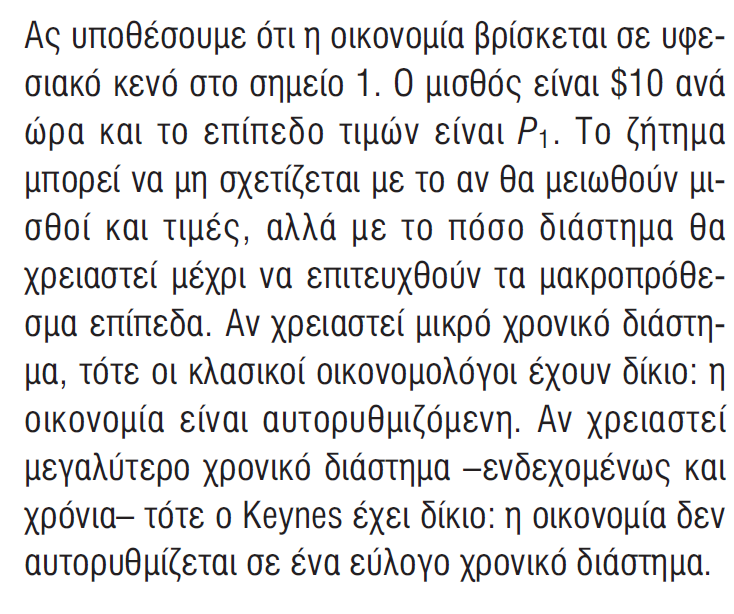 Ας υποθέσουμε ότι η οικονομία βρίσκεται σε υφε-
σιακό κενό στο σημείο 1. Ο μισθός είναι $10 ανά
ώρα και το επίπεδο τιμών είναι P₁. Το ζήτημα
μπορεί να μη σχετίζεται με το αν θα μειωθούν μι-
σθοί και τιμές, αλλά με το πόσο διάστημα θα
χρειαστεί μέχρι να επιτευχθούν τα μακροπρόθε-
σμα επίπεδα. Αν χρειαστεί μικρό χρονικό διάστη-
μα, τότε οι κλασικοί οικονομολόγοι έχουν δίκιο: η
οικονομία είναι αυτορυθμιζόμενη. Αν χρειαστεί
μεγαλύτερο χρονικό διάστημα –ενδεχομένως και
χρόνια– τότε ο Keynes έχει δίκιο: η οικονομία δεν
αυτορυθμίζεται σε ένα εύλογο χρονικό διάστημα.